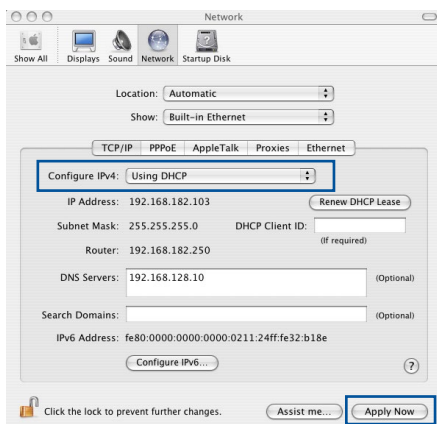 Network
Show All Displays Sound Network Startup Disk
Location: Automatic
Show: Built-in Ethernet
TCP/IP PPPoE AppleTalk Proxies Ethernet
Configure IPv4: Using DHCP
IP Address: 192.168.182.103 Renew DHCP Lease
Subnet Mask: 255.255.255.0 DHCP Client ID:
(If required)
Router: 192.168.182.250
DNS Servers: 192.168.128.10 (Optional)
Search Domains: (Optional)
IPv6 Address: fe80:0000:0000:0000:0211:24ff:fe32:b18e
Configure IPv6... ?
Click the lock to prevent further changes. Assist me... Apply Now